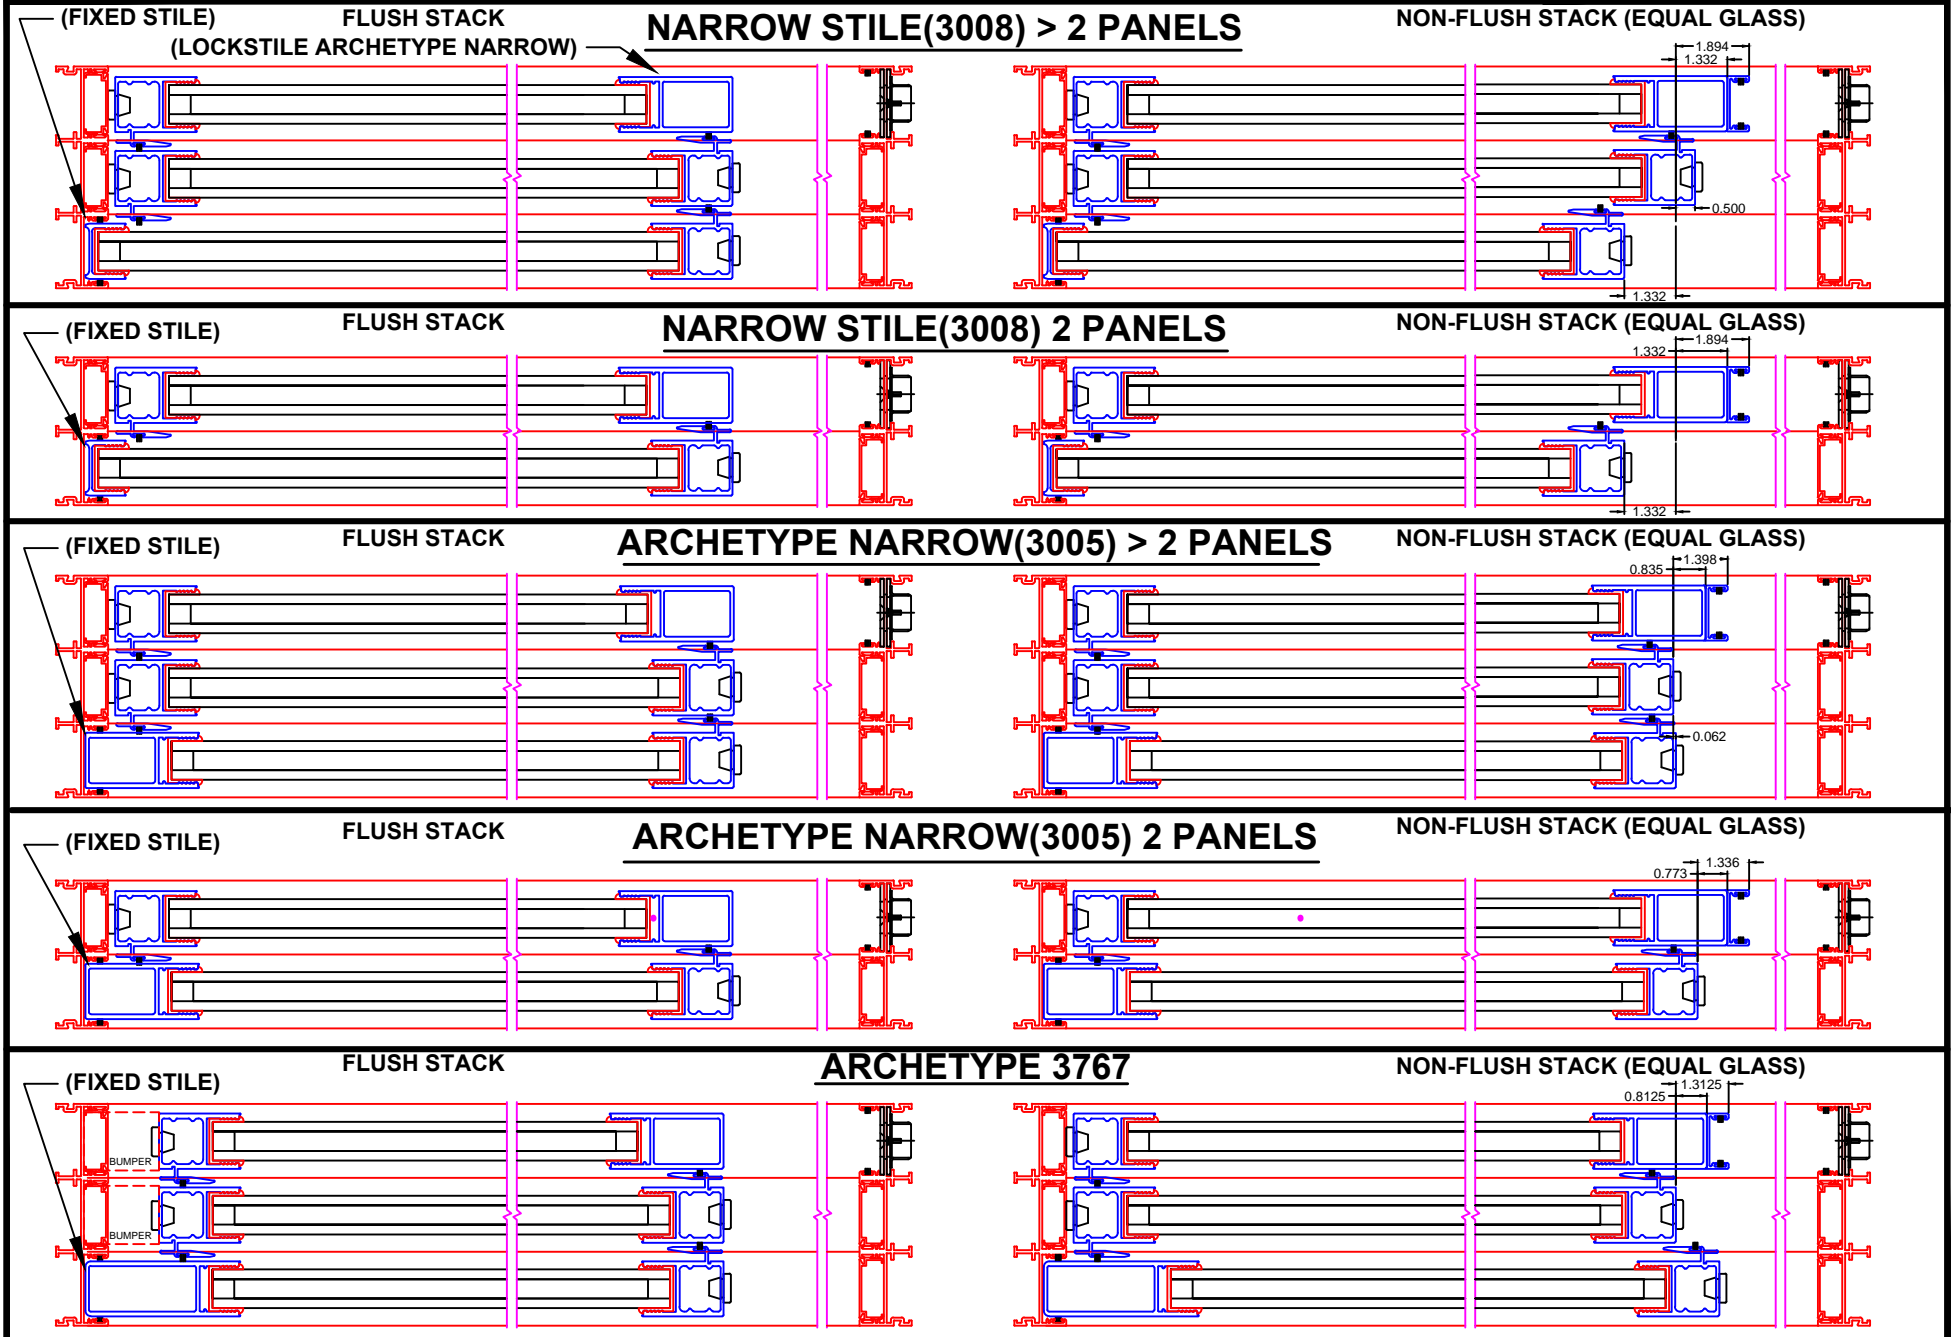 (FIXED STILE)
FLUSH STACK
(LOCKSTILE ARCHETYPE NARROW)
NARROW STILE(3008) > 2 PANELS
NON-FLUSH STACK (EQUAL GLASS)
1.894
1.332
0.500
1.332
(FIXED STILE)
FLUSH STACK
NARROW STILE(3008) 2 PANELS
NON-FLUSH STACK (EQUAL GLASS)
1.894
1.332
1.332
(FIXED STILE)
FLUSH STACK
ARCHETYPE NARROW(3005) > 2 PANELS
NON-FLUSH STACK (EQUAL GLASS)
1.398
0.835
0.062
(FIXED STILE)
FLUSH STACK
ARCHETYPE NARROW(3005) 2 PANELS
NON-FLUSH STACK (EQUAL GLASS)
1.336
0.773
(FIXED STILE)
FLUSH STACK
ARCHETYPE 3767
NON-FLUSH STACK (EQUAL GLASS)
1.3125
0.8125
BUMPER
BUMPER